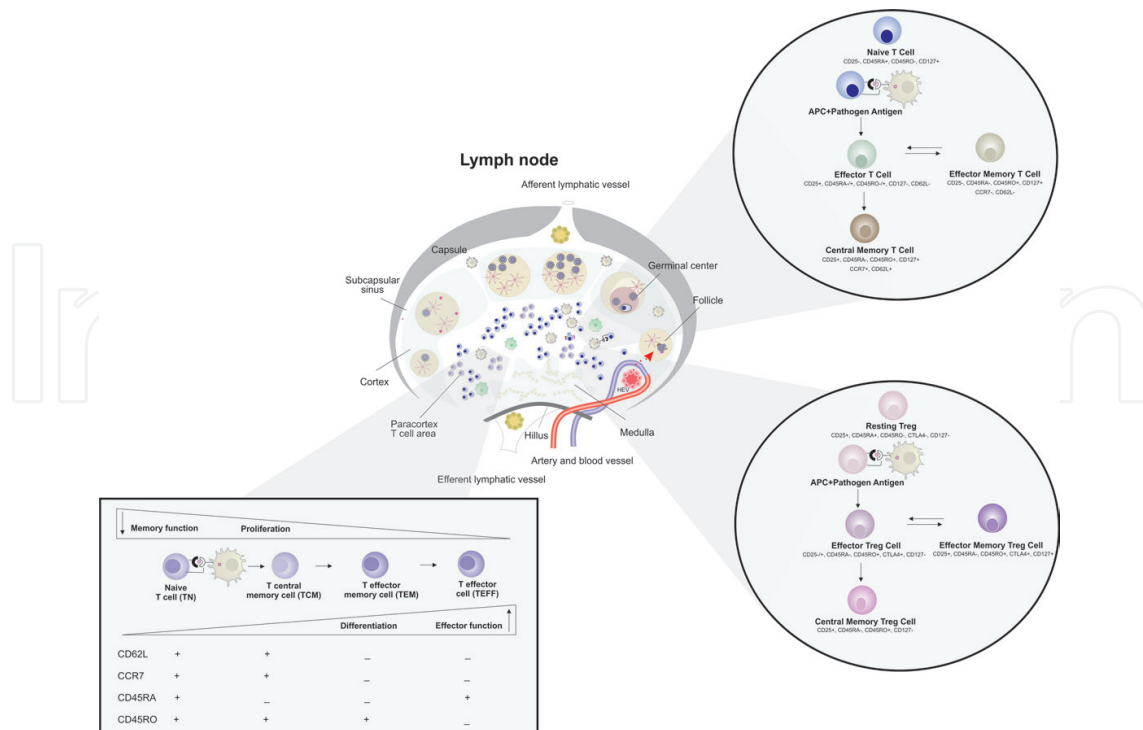 Naive T Cell
CD25-, CD45RA+, CD45RO-, CD127+
APC+Pathogen Antigen
Effector T Cell
CD25+, CD45RA-/+, CD45RO-/+, CD127-, CD62L-
Effector Memory T Cell
CD25-, CD45RA-, CD45RO+, CD127+
CCR7-, CD62L-
Central Memory T Cell
CD25+, CD45RA-, CD45RO+, CD127+
CCR7+, CD62L+
Lymph node
Afferent lymphatic vessel
Capsule
Germinal center
Subcapsular
sinus
Follicle
Cortex
HEV
Paracortex
T cell area
Hillus
Medulla
Artery and blood vessel
Efferent lymphatic vessel
Resting Treg
CD25+, CD45RA+, CD45RO-, CTLA4-, CD127-
APC+Pathogen Antigen
Effector Treg Cell
CD25-/+, CD45RA-, CD45RO+, CTLA4+, CD127-
Effector Memory Treg Cell
CD25+, CD45RA-, CD45RO+, CTLA4+, CD127+
Central Memory Treg Cell
CD25+, CD45RA-, CD45RO+, CD127-
Memory function Proliferation
Naive
T cell (TN)
T central
memory cell (TCM)
T effector
memory cell (TEM)
T effector
cell (TEFF)
Differentiation Effector function
CD62L + + _ _
CCR7 + + _ _
CD45RA + _ _ +
CD45RO + + + _